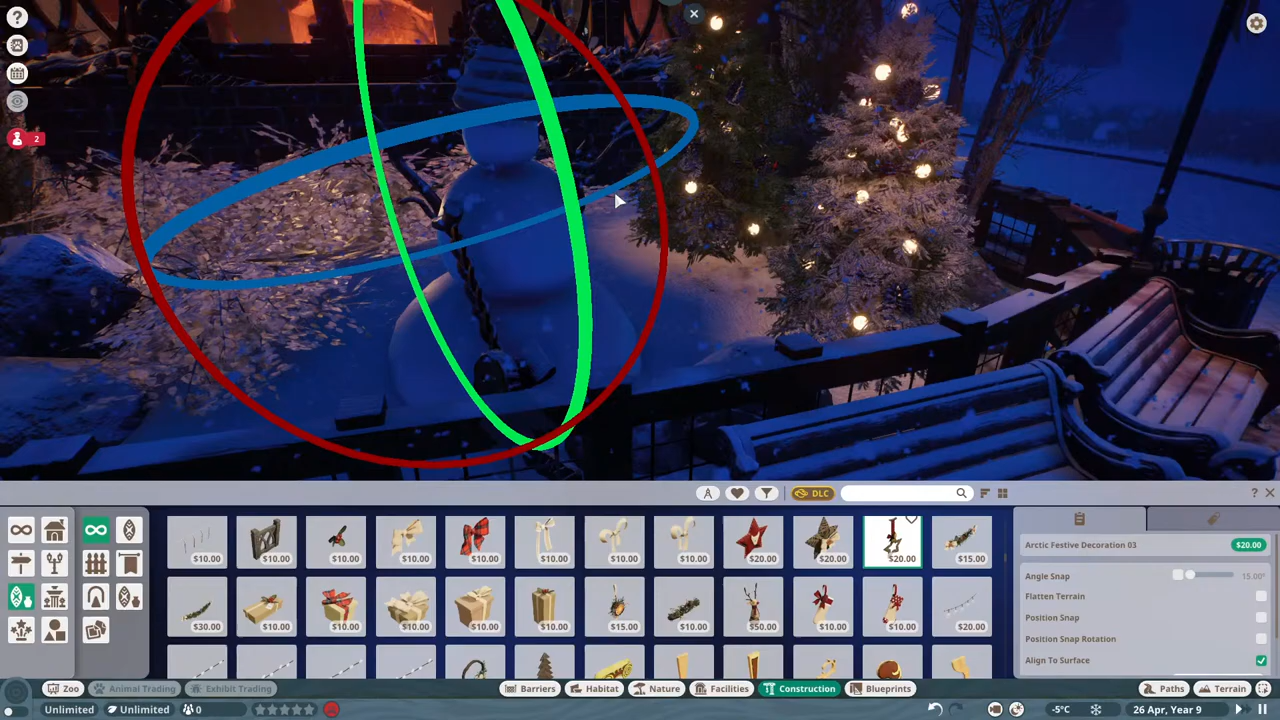 ?
2
DLC
? ×
$10.00 $10.00 $10.00 $10.00 $10.00 $10.00 $10.00 $10.00 $20.00 $20.00 $20.00 $15.00
$30.00 $10.00 $10.00 $10.00 $10.00 $10.00 $15.00 $10.00 $50.00 $10.00 $10.00 $20.00
Arctic Festive Decoration 03 $20.00
Angle Snap 15.00°
Flatten Terrain
Position Snap
Position Snap Rotation
Align To Surface
Zoo Animal Trading Exhibit Trading Barriers Habitat Nature Facilities Construction Blueprints Paths Terrain
Unlimited Unlimited 0 -5°C 26 Apr, Year 9